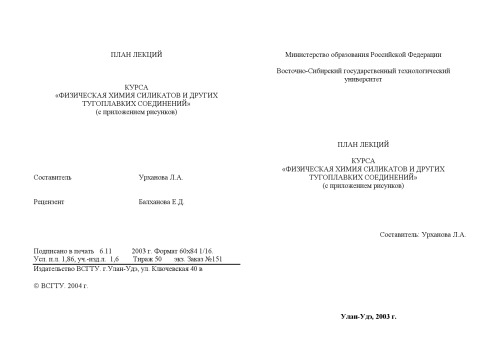 ПЛАН ЛЕКЦИЙ
КУРСА
«ФИЗИЧЕСКАЯ ХИМИЯ СИЛИКАТОВ И ДРУГИХ
ТУГОПЛАВКИХ СОЕДИНЕНИЙ»
(с приложением рисунков)
Составитель Урханова Л.А.
Рецензент Балханова Е.Д.
Подписано в печать 6.11 2003 г. Формат 60х84 1/16.
Усл. п.л. 1,86, уч.-изд.л. 1,6 Тираж 50 экз. Заказ №151
Издательство ВСГТУ. г.Улан-Удэ, ул. Ключевская 40 в
© ВСГТУ. 2004 г.
Министерство образования Российской Федерации
Восточно-Сибирский государственный технологический
университет
ПЛАН ЛЕКЦИЙ
КУРСА
«ФИЗИЧЕСКАЯ ХИМИЯ СИЛИКАТОВ И ДРУГИХ
ТУГОПЛАВКИХ СОЕДИНЕНИЙ»
(с приложением рисунков)
Составитель: Урханова Л.А.
Улан-Удэ, 2003 г.